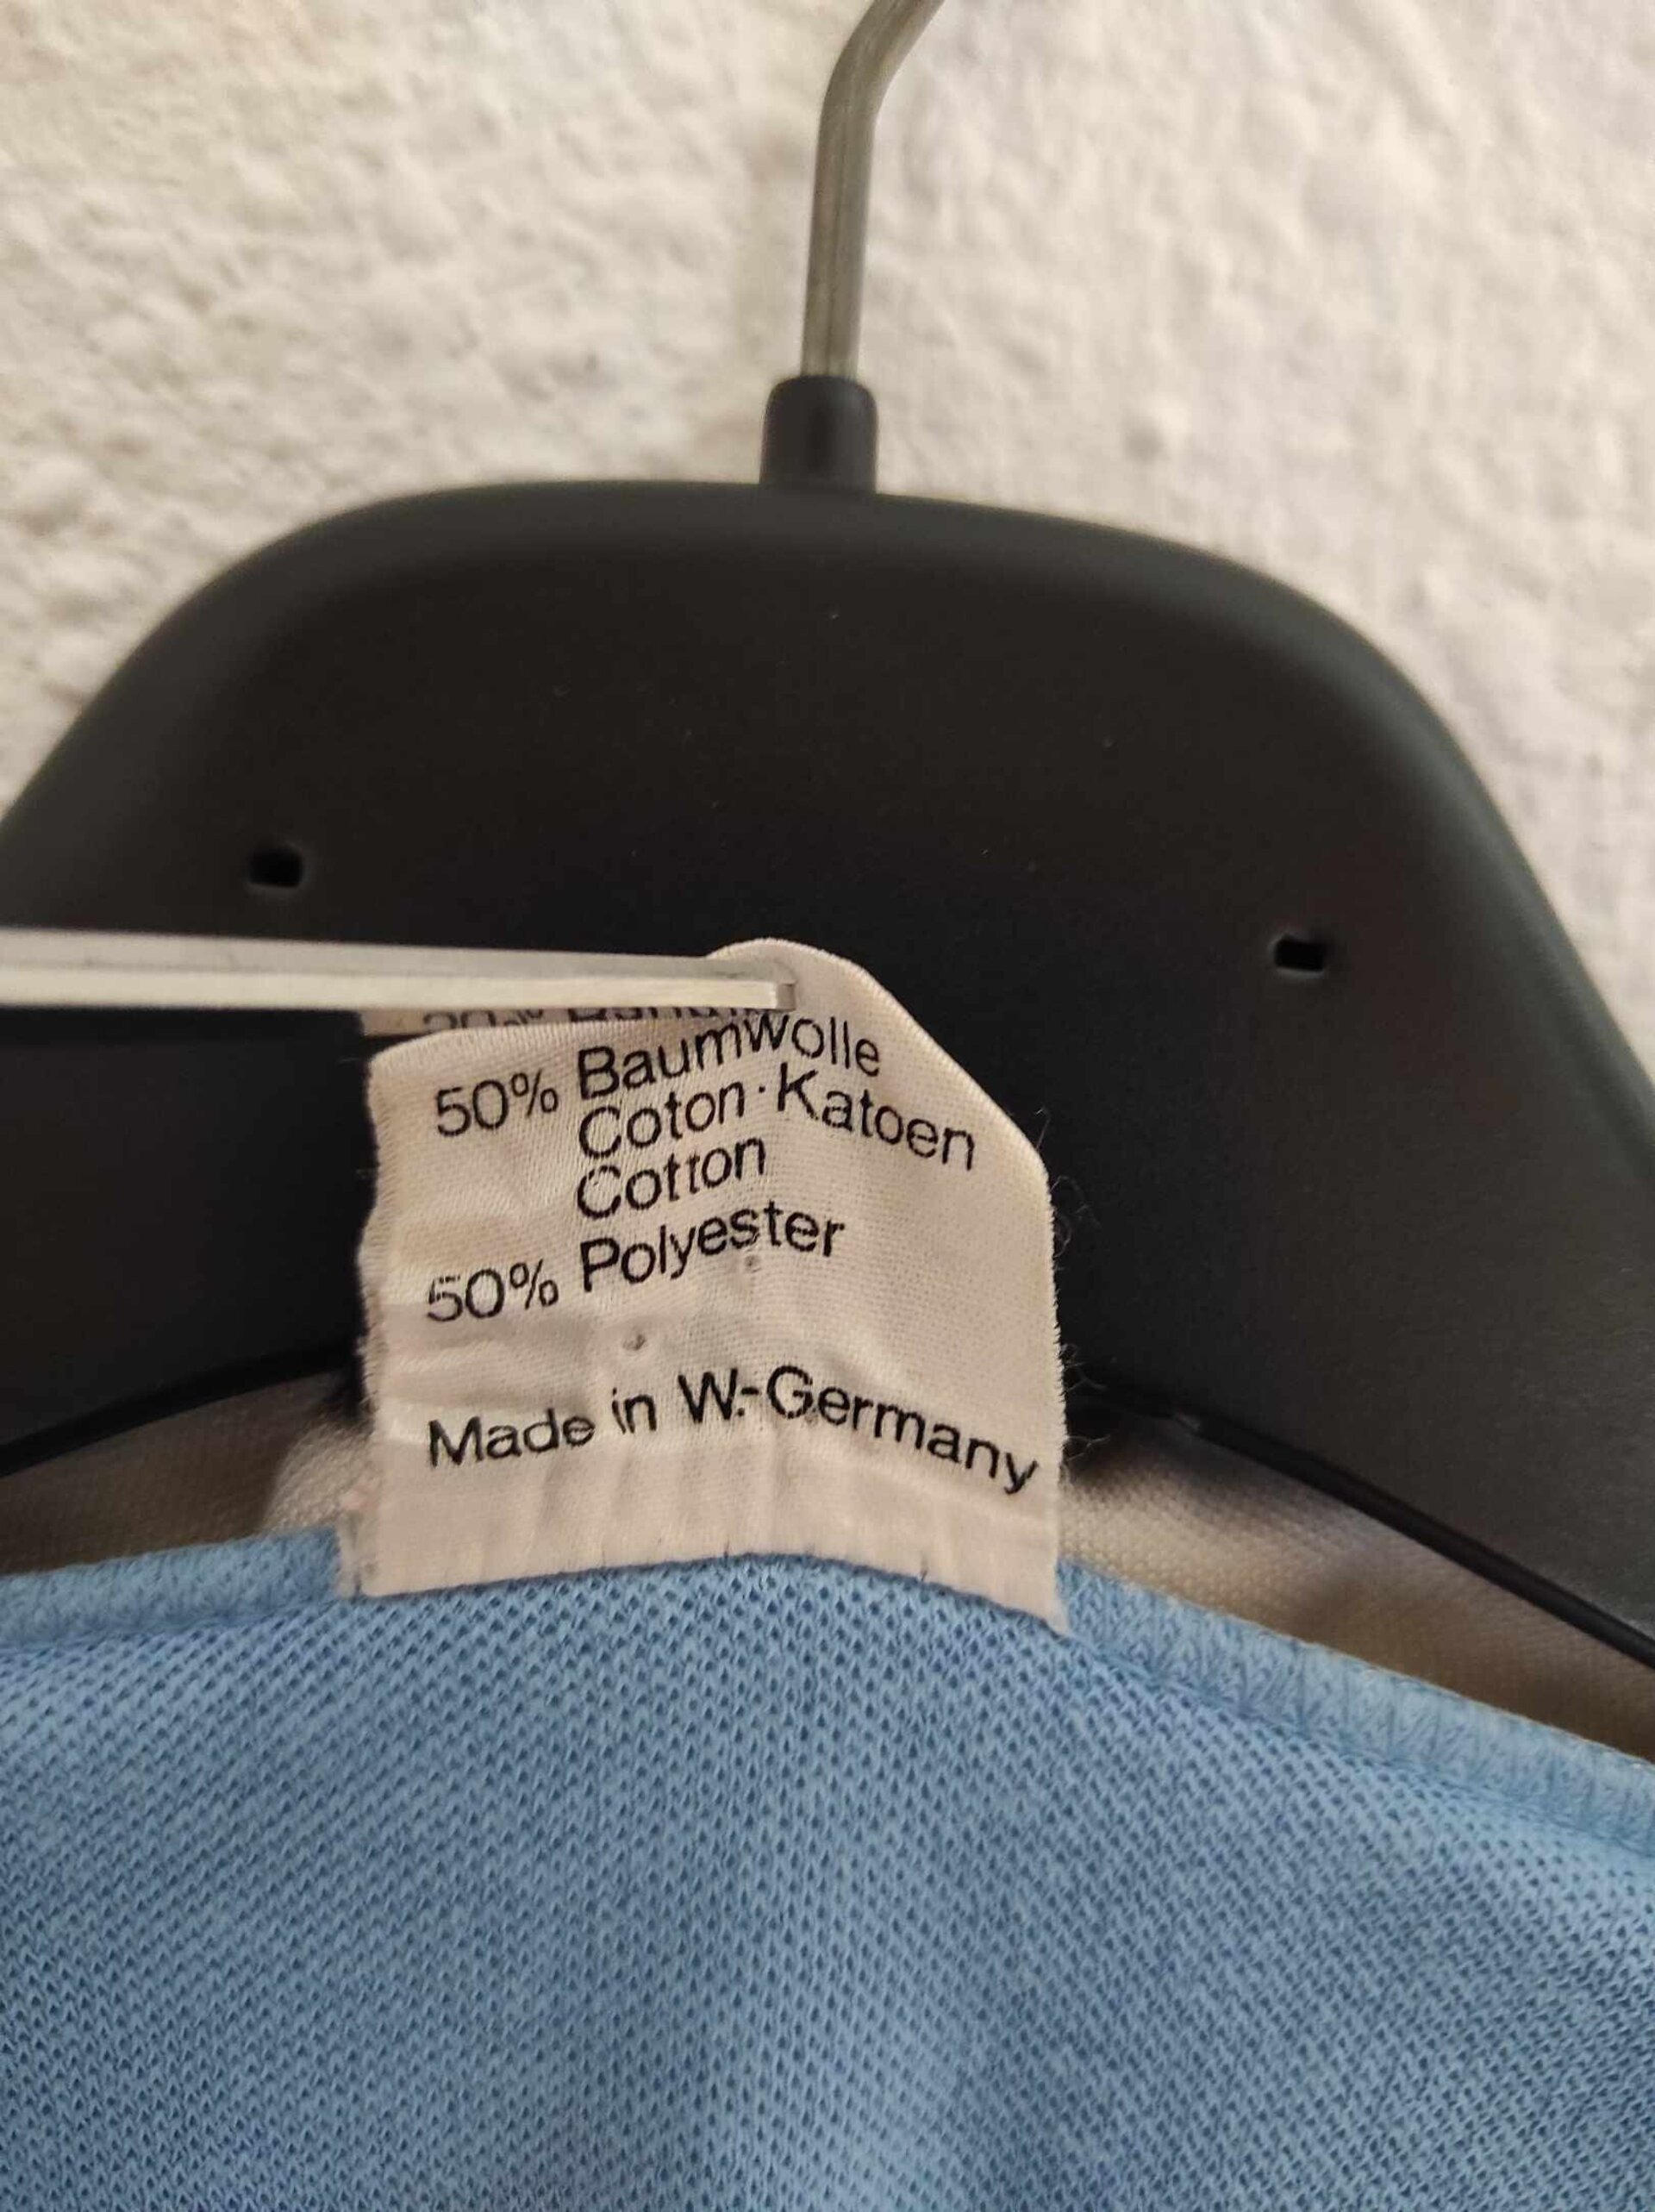 50% Baumwolle
Coton·Katoen
Cotton
50% Polyester
Made in W.-Germany